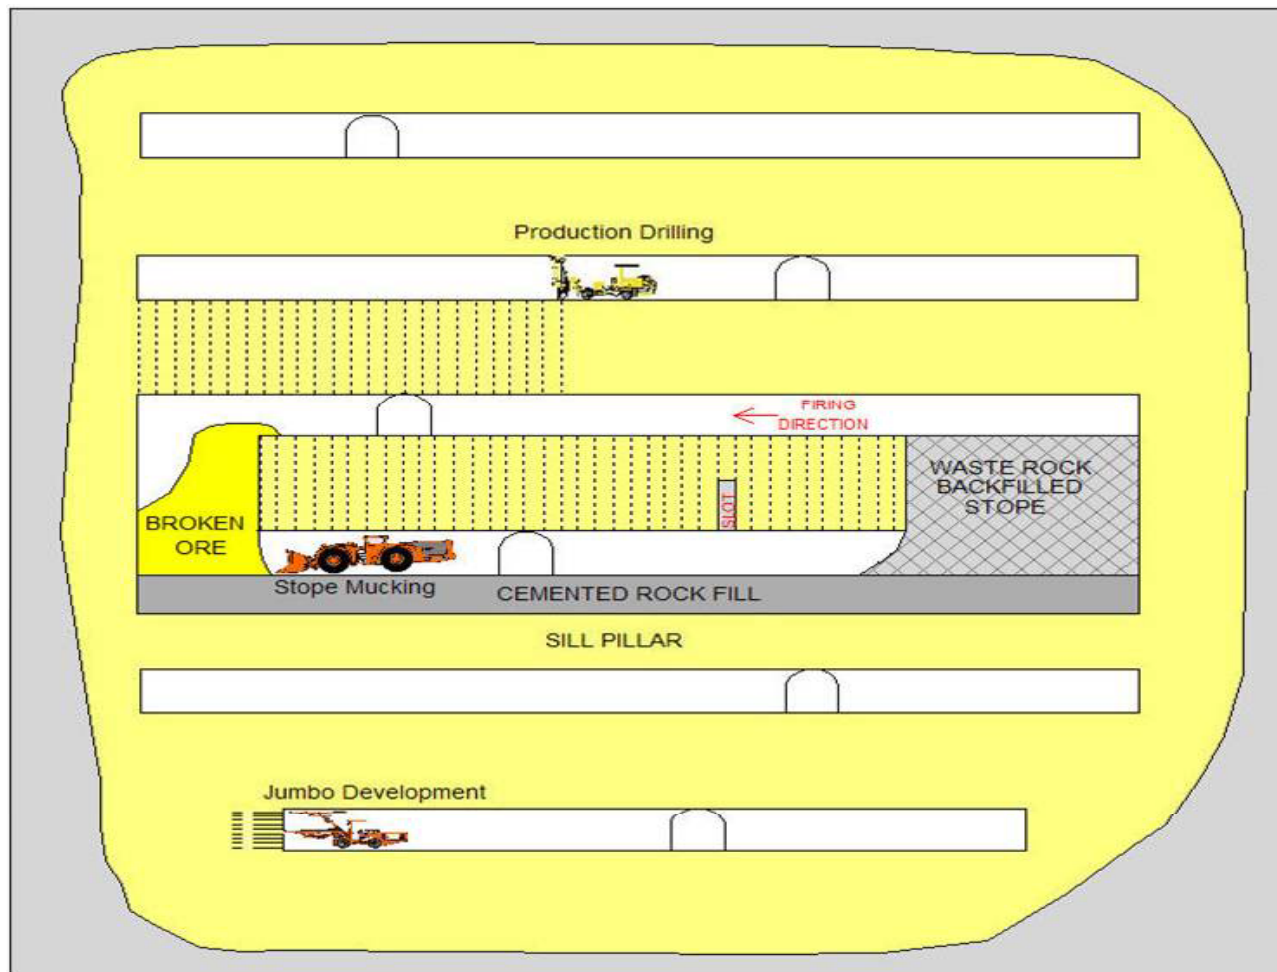 Production Drilling
FIRING
DIRECTION
WASTE ROCK
BACKFILLED
STOPE
SLOT
BROKEN
ORE
Stope Mucking
CEMENTED ROCK FILL
SILL PILLAR
Jumbo Development